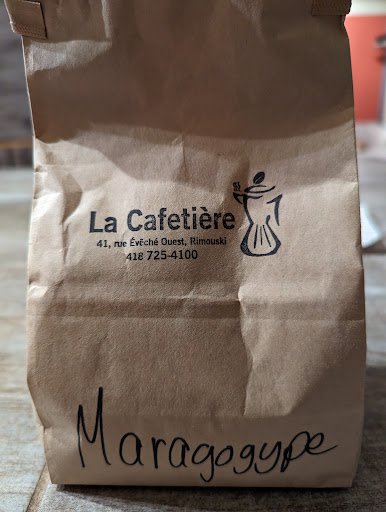 La Cafetière
41, rue Évêché Ouest, Rimouski
418 725-4100
Maragogype